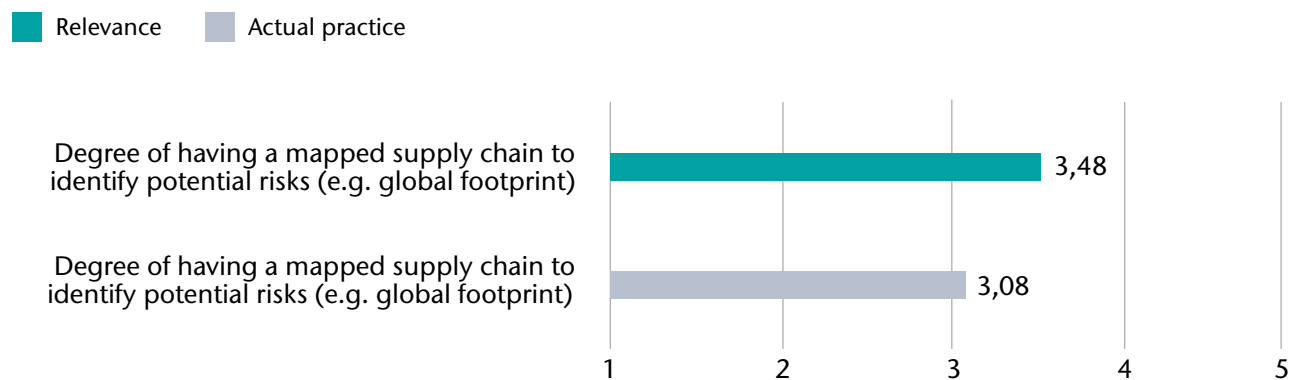 Relevance
Actual practice
Degree of having a mapped supply chain to
identify potential risks (e.g. global footprint)
3,48
Degree of having a mapped supply chain to
identify potential risks (e.g. global footprint)
3,08
1 2 3 4 5